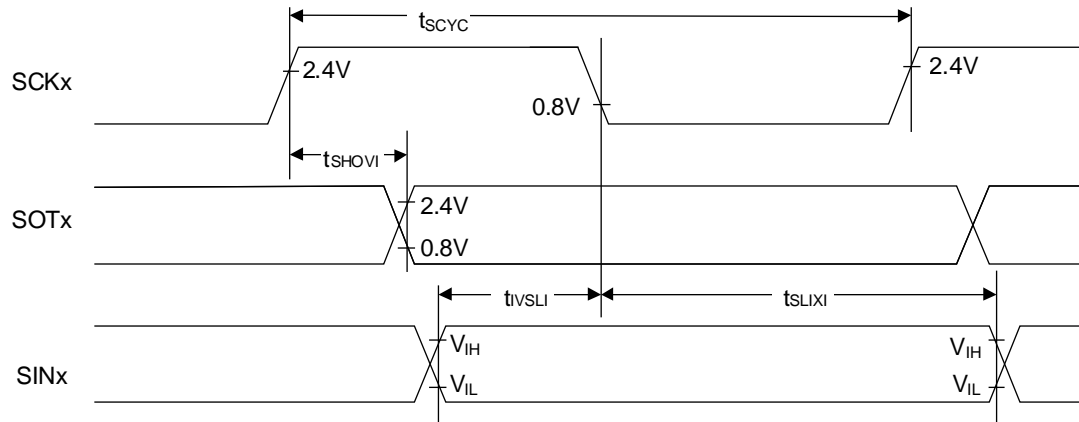 tSCYC
SCKx
2.4V
0.8V
2.4V
tSHOVI
SOTx
2.4V
0.8V
tIVSLI
tSLIXI
SINx
VIH
VIL
VIH
VIL